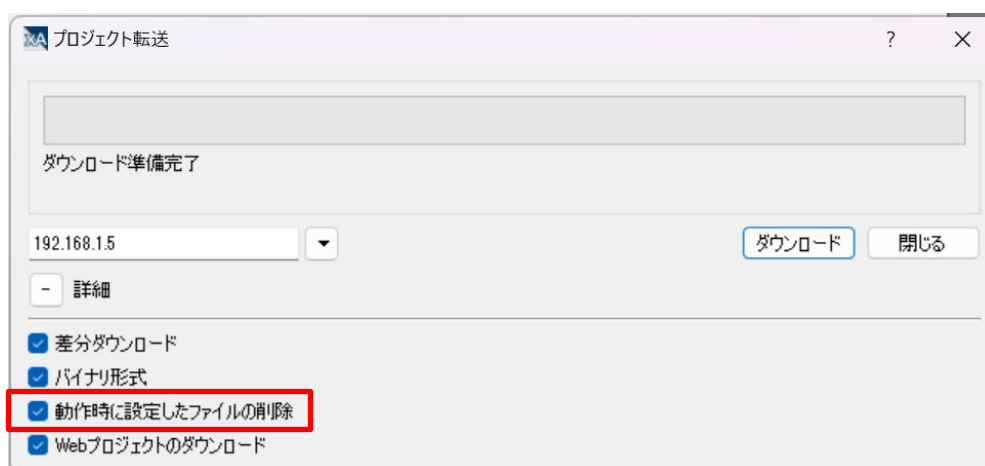 プロジェクト転送
ダウンロード準備完了
192.168.1.5
ダウンロード 閉じる
- 詳細
差分ダウンロード
バイナリ形式
動作時に設定したファイルの削除
Webプロジェクトのダウンロード